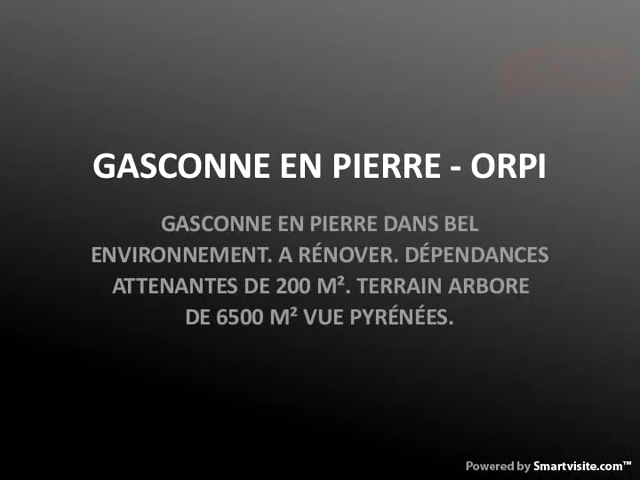 GASCONNE EN PIERRE - ORPI
GASCONNE EN PIERRE DANS BEL
ENVIRONNEMENT. A RÉNOVER. DÉPENDANCES
ATTENANTES DE 200 M². TERRAIN ARBORE
DE 6500 M² VUE PYRÉNÉES.
Powered by Smartvisite.com™